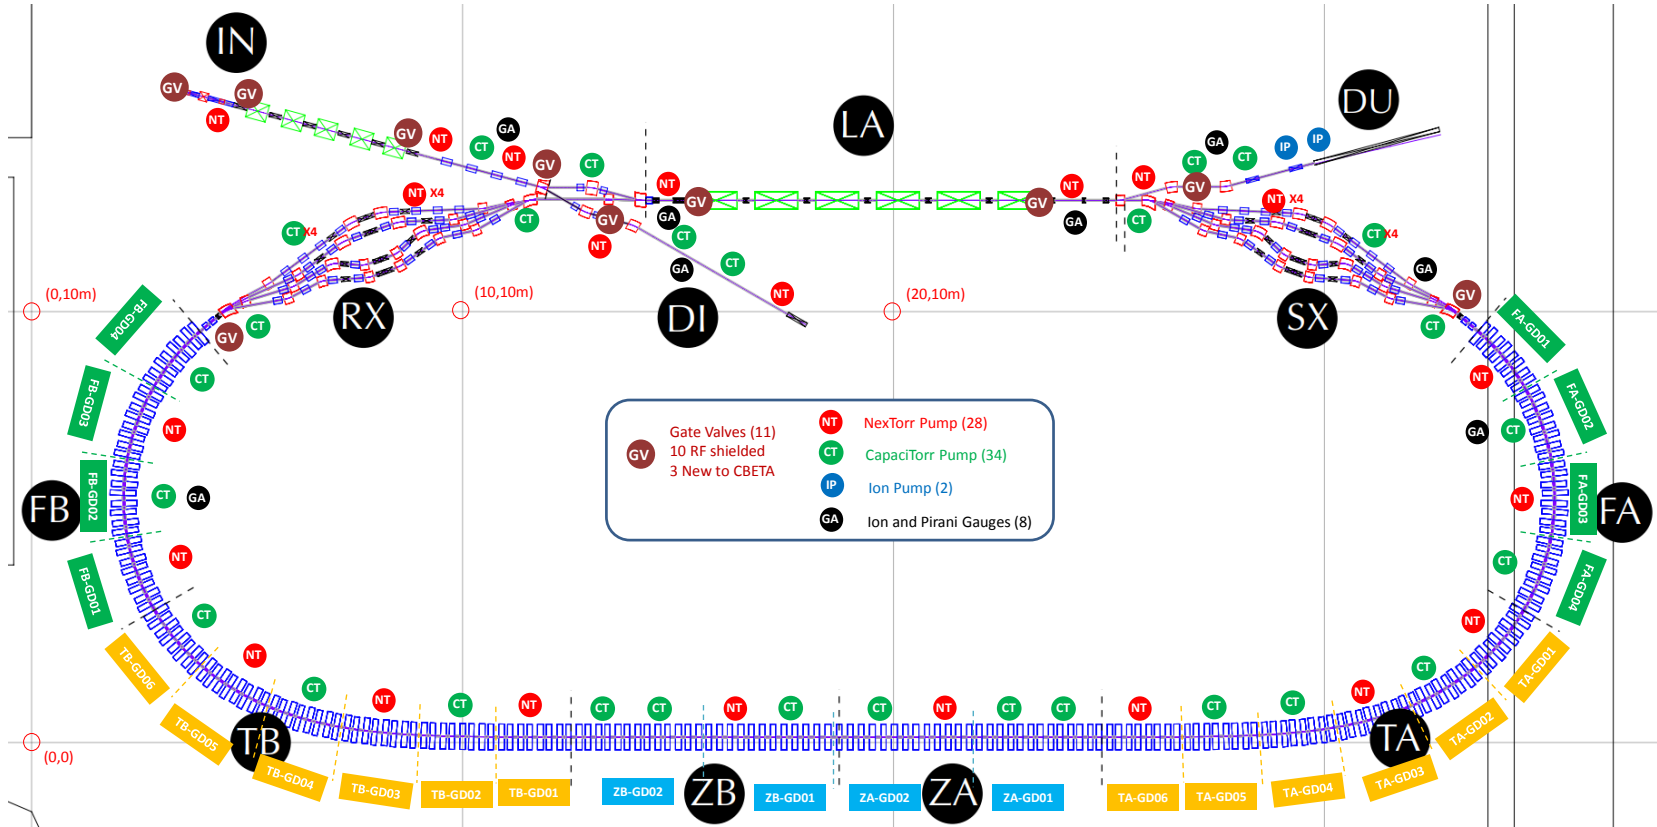 IN
GV
GV
NT
GV
NT
CT
GA
NT
GV
CT
LA
DU
GA
CT
CT
IP
IP
NT
GV
NT X4
CT X4
CT
GV
NT
NT
GV
GA
CT
GA
CT
NT
DI
RX
GV
NT
GA
CT
NT X4
CT X4
GA
GV
CT
SX
(0,10m)
(10,10m)
(20,10m)
GV
CT
FB-GD04
FB-GD03
FB-GD02
FB-GD01
FB
CT
NT
CT
GA
NT
CT
GV
Gate Valves (11)
10 RF shielded
3 New to CBETA
NT
NexTorr Pump (28)
CT
CapaciTorr Pump (34)
IP
Ion Pump (2)
GA
Ion and Pirani Gauges (8)
FA-GD01
FA-GD02
FA-GD03
FA-GD04
FA
NT
GA
CT
NT
CT
NT
CT
(0,0)
NT
CT
NT
CT
NT
CT
CT
NT
CT
CT
NT
CT
CT
NT
CT
CT
NT
TB-GD06
TB-GD05
TB
TB-GD04
TB-GD03
TB-GD02
TB-GD01
ZB-GD02
ZB
ZB-GD01
ZA-GD02
ZA
ZA-GD01
TA-GD06
TA-GD05
TA-GD04
TA-GD03
TA
TA-GD02
TA-GD01